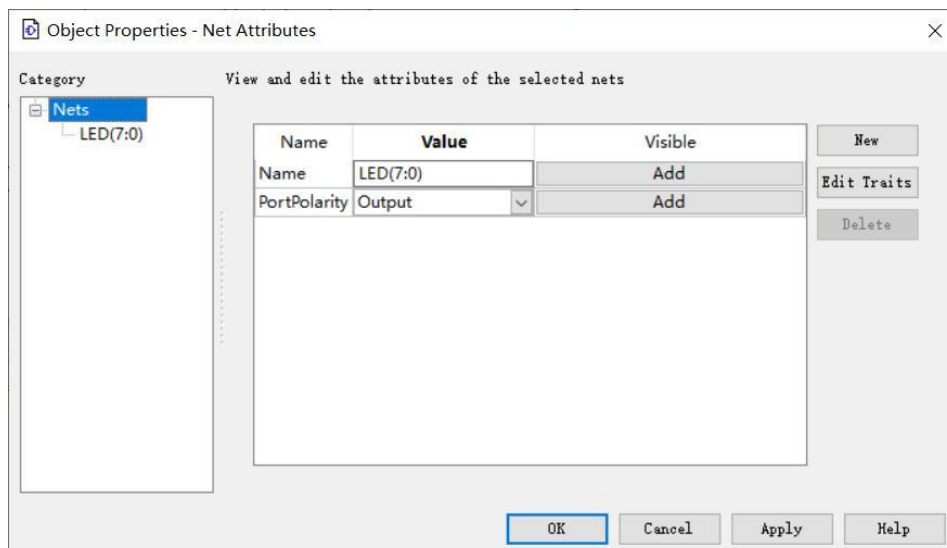 Object Properties - Net Attributes
Category
View and edit the attributes of the selected nets
Nets
LED(7:0)
Name Value Visible
Name LED(7:0) Add
PortPolarity Output Add
New
Edit Traits
Delete
OK Cancel Apply Help